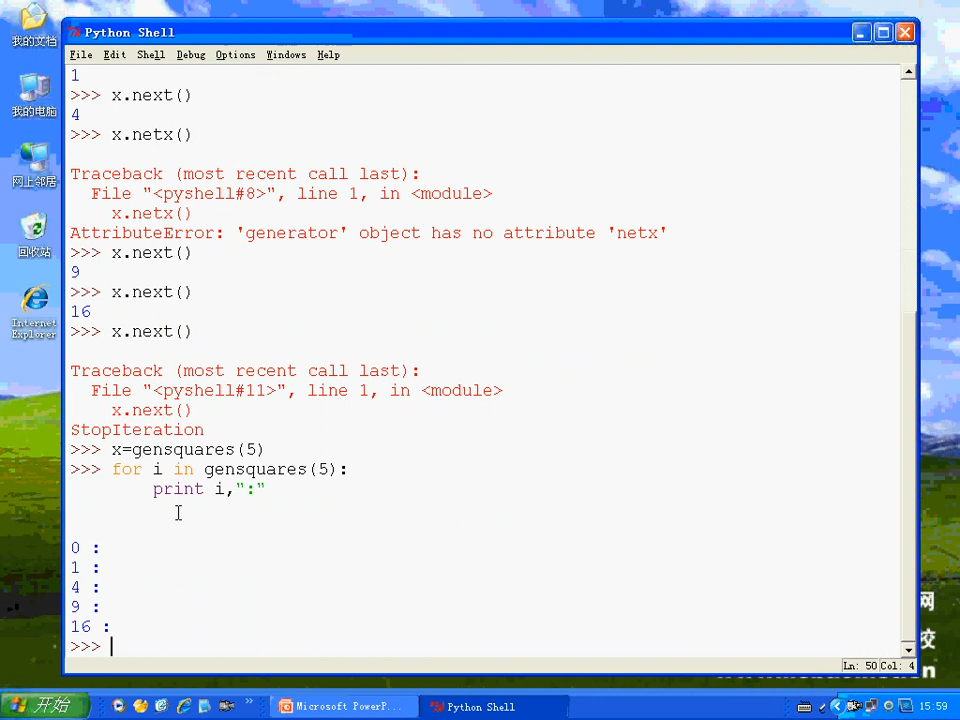 我的文档
我的电脑
网上邻居
回收站
Internet
Explorer
Python Shell
File Edit Shell Debug Options Windows Help
1
>>> x.next()
4
>>> x.netx()
Traceback (most recent call last):
File "<pyshell#8>", line 1, in <module>
x.netx()
AttributeError: 'generator' object has no attribute 'netx'
>>> x.next()
9
>>> x.next()
16
>>> x.next()
Traceback (most recent call last):
File "<pyshell#11>", line 1, in <module>
x.next()
StopIteration
>>> x=gensquares(5)
>>> for i in gensquares(5):
print i,":"
0 :
1 :
4 :
9 :
16 :
>>>
Ln: 50 Col: 4
网
校
开始
Microsoft PowerP...
Python Shell
15:59